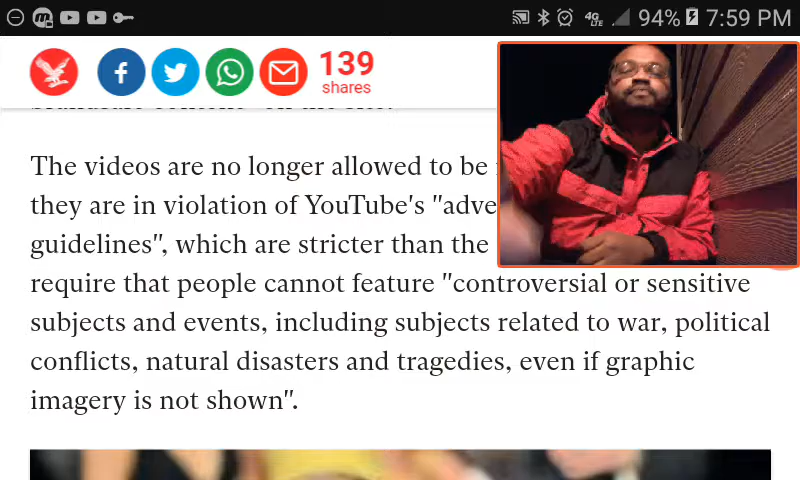 94% 7:59 PM
4G
LTE
139
shares
The videos are no longer allowed to be
they are in violation of YouTube's "adve
guidelines", which are stricter than the
require that people cannot feature "controversial or sensitive
subjects and events, including subjects related to war, political
conflicts, natural disasters and tragedies, even if graphic
imagery is not shown".